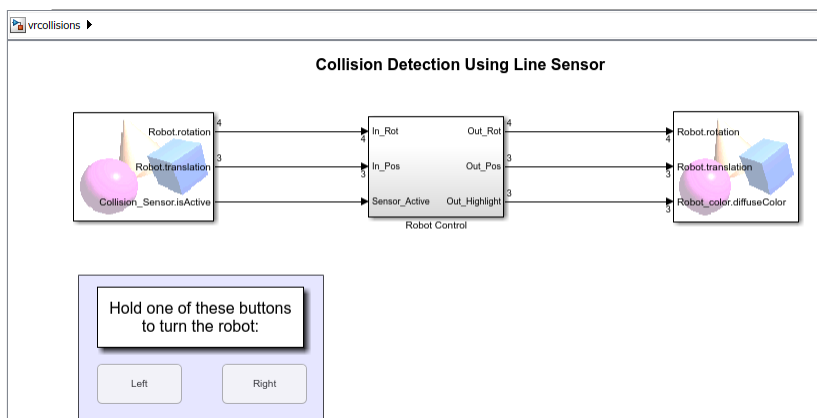 vrcollisions
Collision Detection Using Line Sensor
Robot.rotation
4
4
In_Rot
Out_Rot
4
4
Robot.rotation
Robot.translation
3
3
In_Pos
Out_Pos
3
3
Robot.translation
Collision_Sensor.isActive
Sensor_Active
Out_Highlight
3
3
Robot_color.diffuseColor
Robot Control
Hold one of these buttons
to turn the robot:
Left
Right